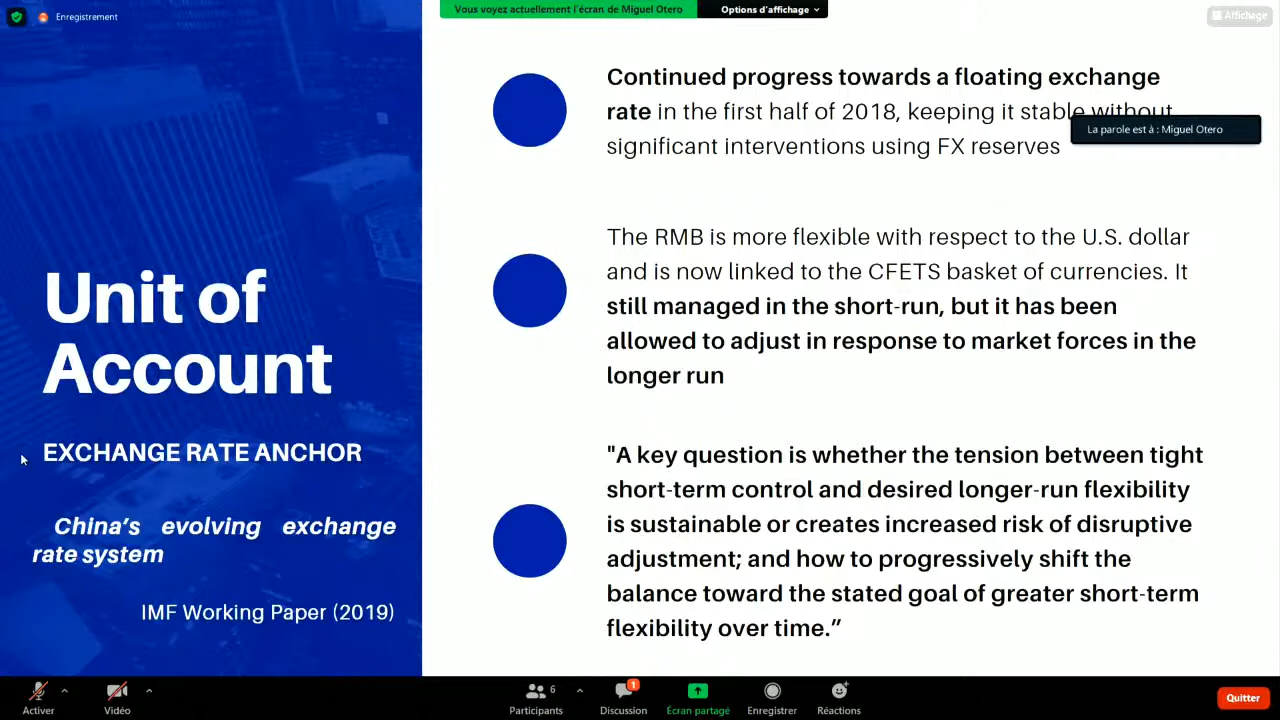 Enregistrement
Vous voyez actuellement l'écran de Miguel Otero
Options d'affichage
Affichage
Unit of
Account
EXCHANGE RATE ANCHOR
China's evolving exchange
rate system
IMF Working Paper (2019)
Continued progress towards a floating exchange
rate in the first half of 2018, keeping it stable without
significant interventions using FX reserves
La parole est à : Miguel Otero
The RMB is more flexible with respect to the U.S. dollar
and is now linked to the CFETS basket of currencies. It
still managed in the short-run, but it has been
allowed to adjust in response to market forces in the
longer run
"A key question is whether the tension between tight
short-term control and desired longer-run flexibility
is sustainable or creates increased risk of disruptive
adjustment; and how to progressively shift the
balance toward the stated goal of greater short-term
flexibility over time.”
Activer
Vidéo
6
Participants
1
Discussion
Écran partagé
Enregistrer
Réactions
Quitter